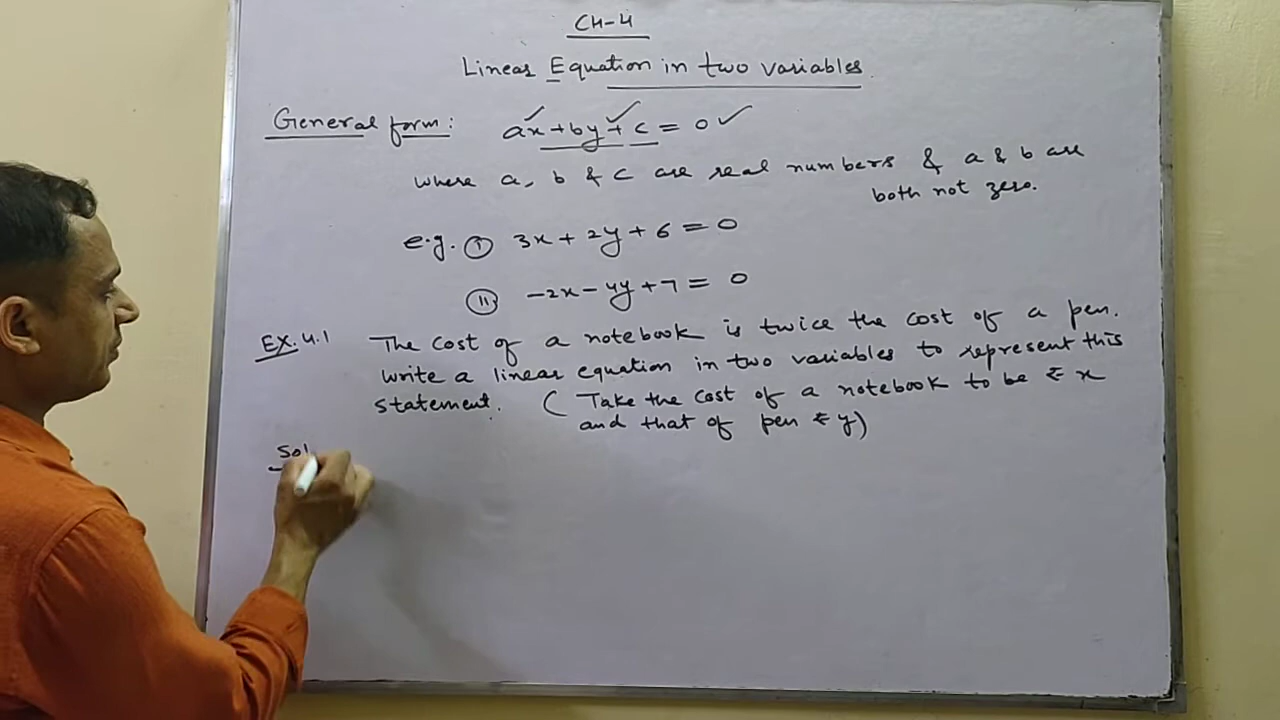 CH-4
Linear Equation in two variables.
General form: ax+by+c = 0
where a, b & c are real numbers & a & b are
both not zero.
e.g. (i) 3x + 2y + 6 = 0
(ii) -2x - 4y + 7 = 0
EX. 4.1 The cost of a notebook is twice the cost of a pen.
write a linear equation in two variables to represent this
statement. ( Take the cost of a notebook to be ₹ x
and that of pen ₹ y)
Sol